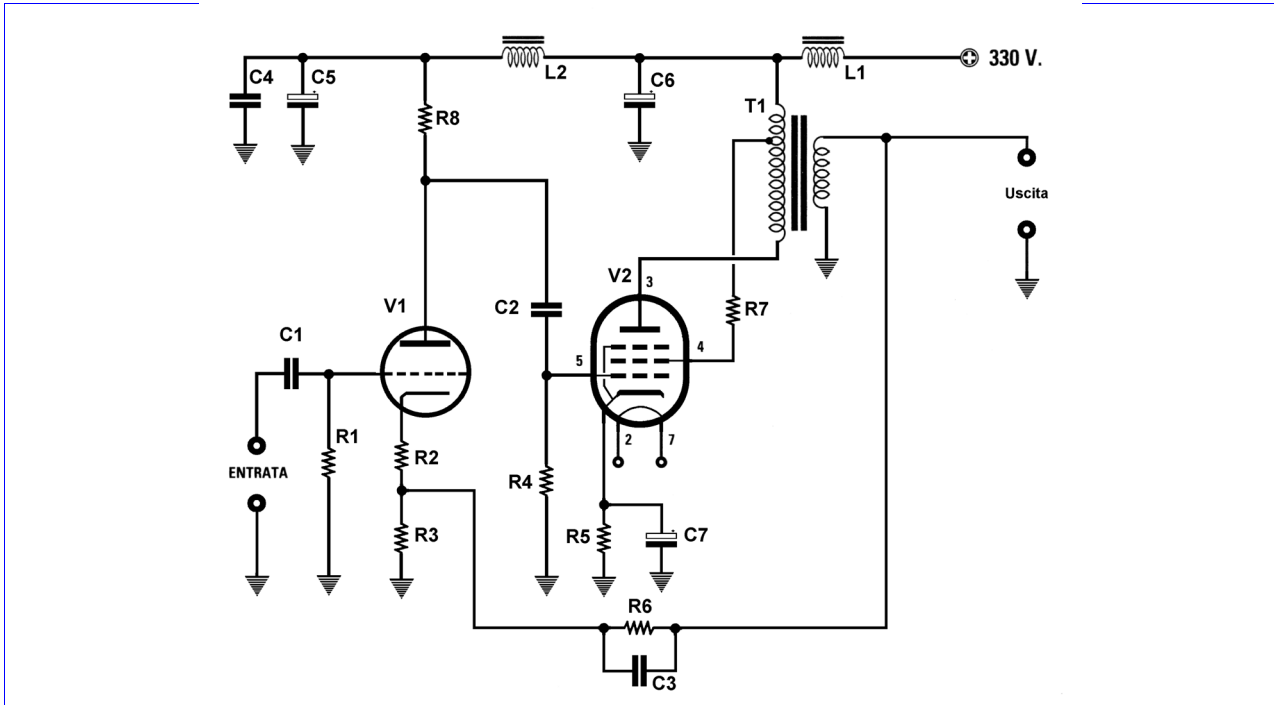 330 V.
C4
C5
L2
C6
L1
R8
T1
Uscita
V1
V2
3
C2
R7
C1
5
4
R1
2
7
R2
ENTRATA
R4
R3
R5
C7
R6
C3